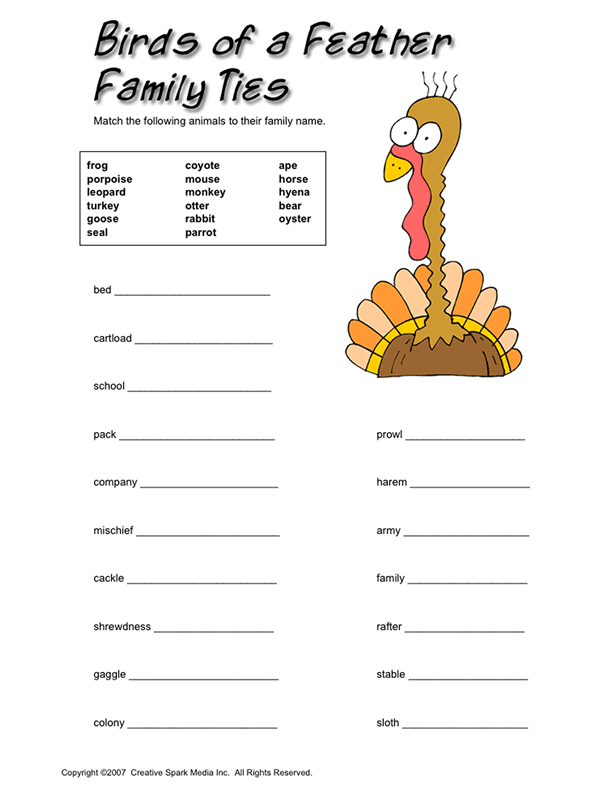 Birds of a Feather
Family Ties
Match the following animals to their family name.
frog coyote ape
porpoise mouse horse
leopard monkey hyena
turkey otter bear
goose rabbit oyster
seal parrot
bed ________________________
cartload ________________________
school ________________________
pack ________________________ prowl ____________________
company ________________________ harem ____________________
mischief ________________________ army ____________________
cackle ________________________ family ____________________
shrewdness ____________________ rafter ____________________
gaggle ________________________ stable ____________________
colony ________________________ sloth ____________________
Copyright ©2007 Creative Spark Media Inc. All Rights Reserved.